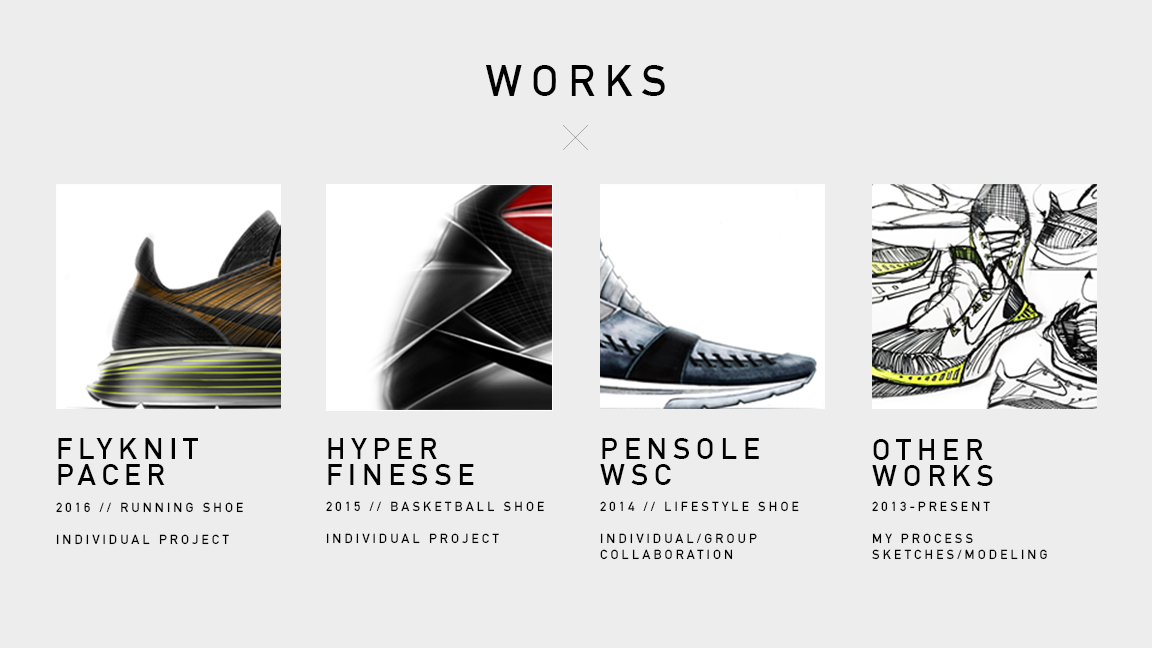 WORKS
FLYKNIT
PACER
2016 // RUNNING SHOE
INDIVIDUAL PROJECT
HYPER
FINESSE
2015 // BASKETBALL SHOE
INDIVIDUAL PROJECT
PENSOLE
WSC
2014 // LIFESTYLE SHOE
INDIVIDUAL/GROUP
COLLABORATION
OTHER
WORKS
2013-PRESENT
MY PROCESS
SKETCHES/MODELING